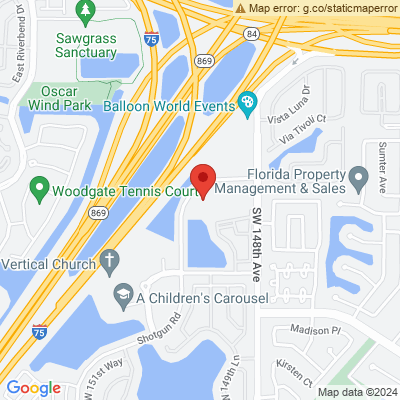 Map error: g.co/staticmaperror
East Riverbend Dr
Sawgrass
Sanctuary
75
84
869
Oscar
Wind Park
Balloon World Events
Vista Luna Dr
Via Tivoli Ct
Sumter Ave
Woodgate Tennis Court
Florida Property
Management & Sales
869
SW 148th Ave
Vertical Church
A Children's Carousel
75
Shotgun Rd
Madison Pl
W 151st Way
N 149th Ln
Kirsten Ct
Google
Map data ©2024